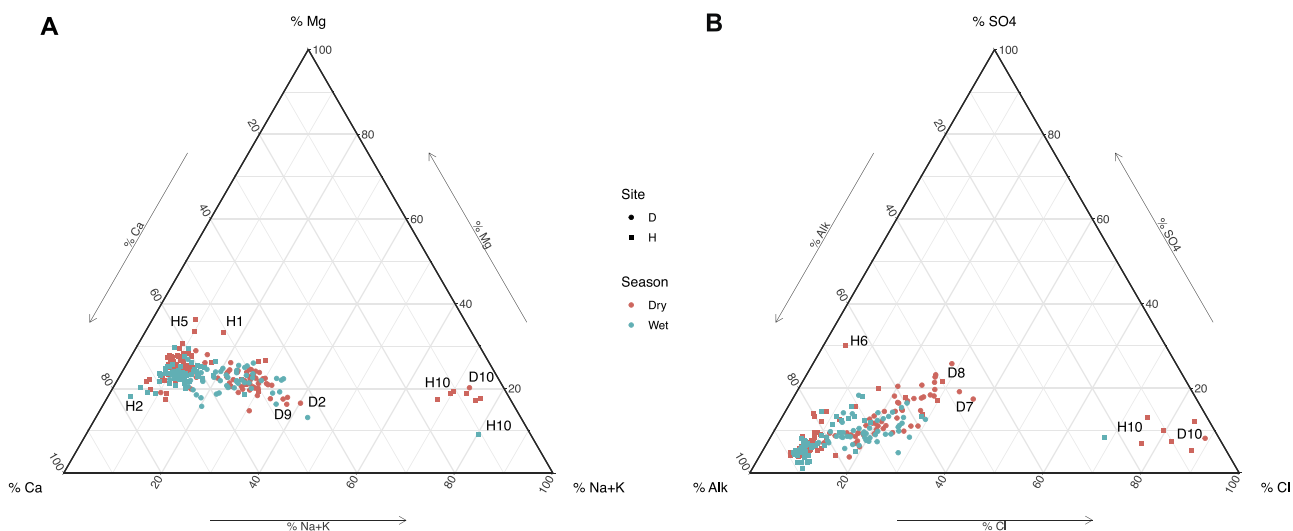 A
% Mg
100
80
60
40
20
20
40
60
80
100
20
40
60
80
100
% Ca
% Mg
% Na+K
% Ca
% Na+K
H5
H1
H2
D9
D2
H10
D10
H10
Site
D
H
Season
Dry
Wet
B
% SO4
100
80
60
40
20
20
40
60
80
100
20
40
60
80
100
% Alk
% SO4
% Cl
% Alk
% Cl
H6
D8
D7
H10
D10